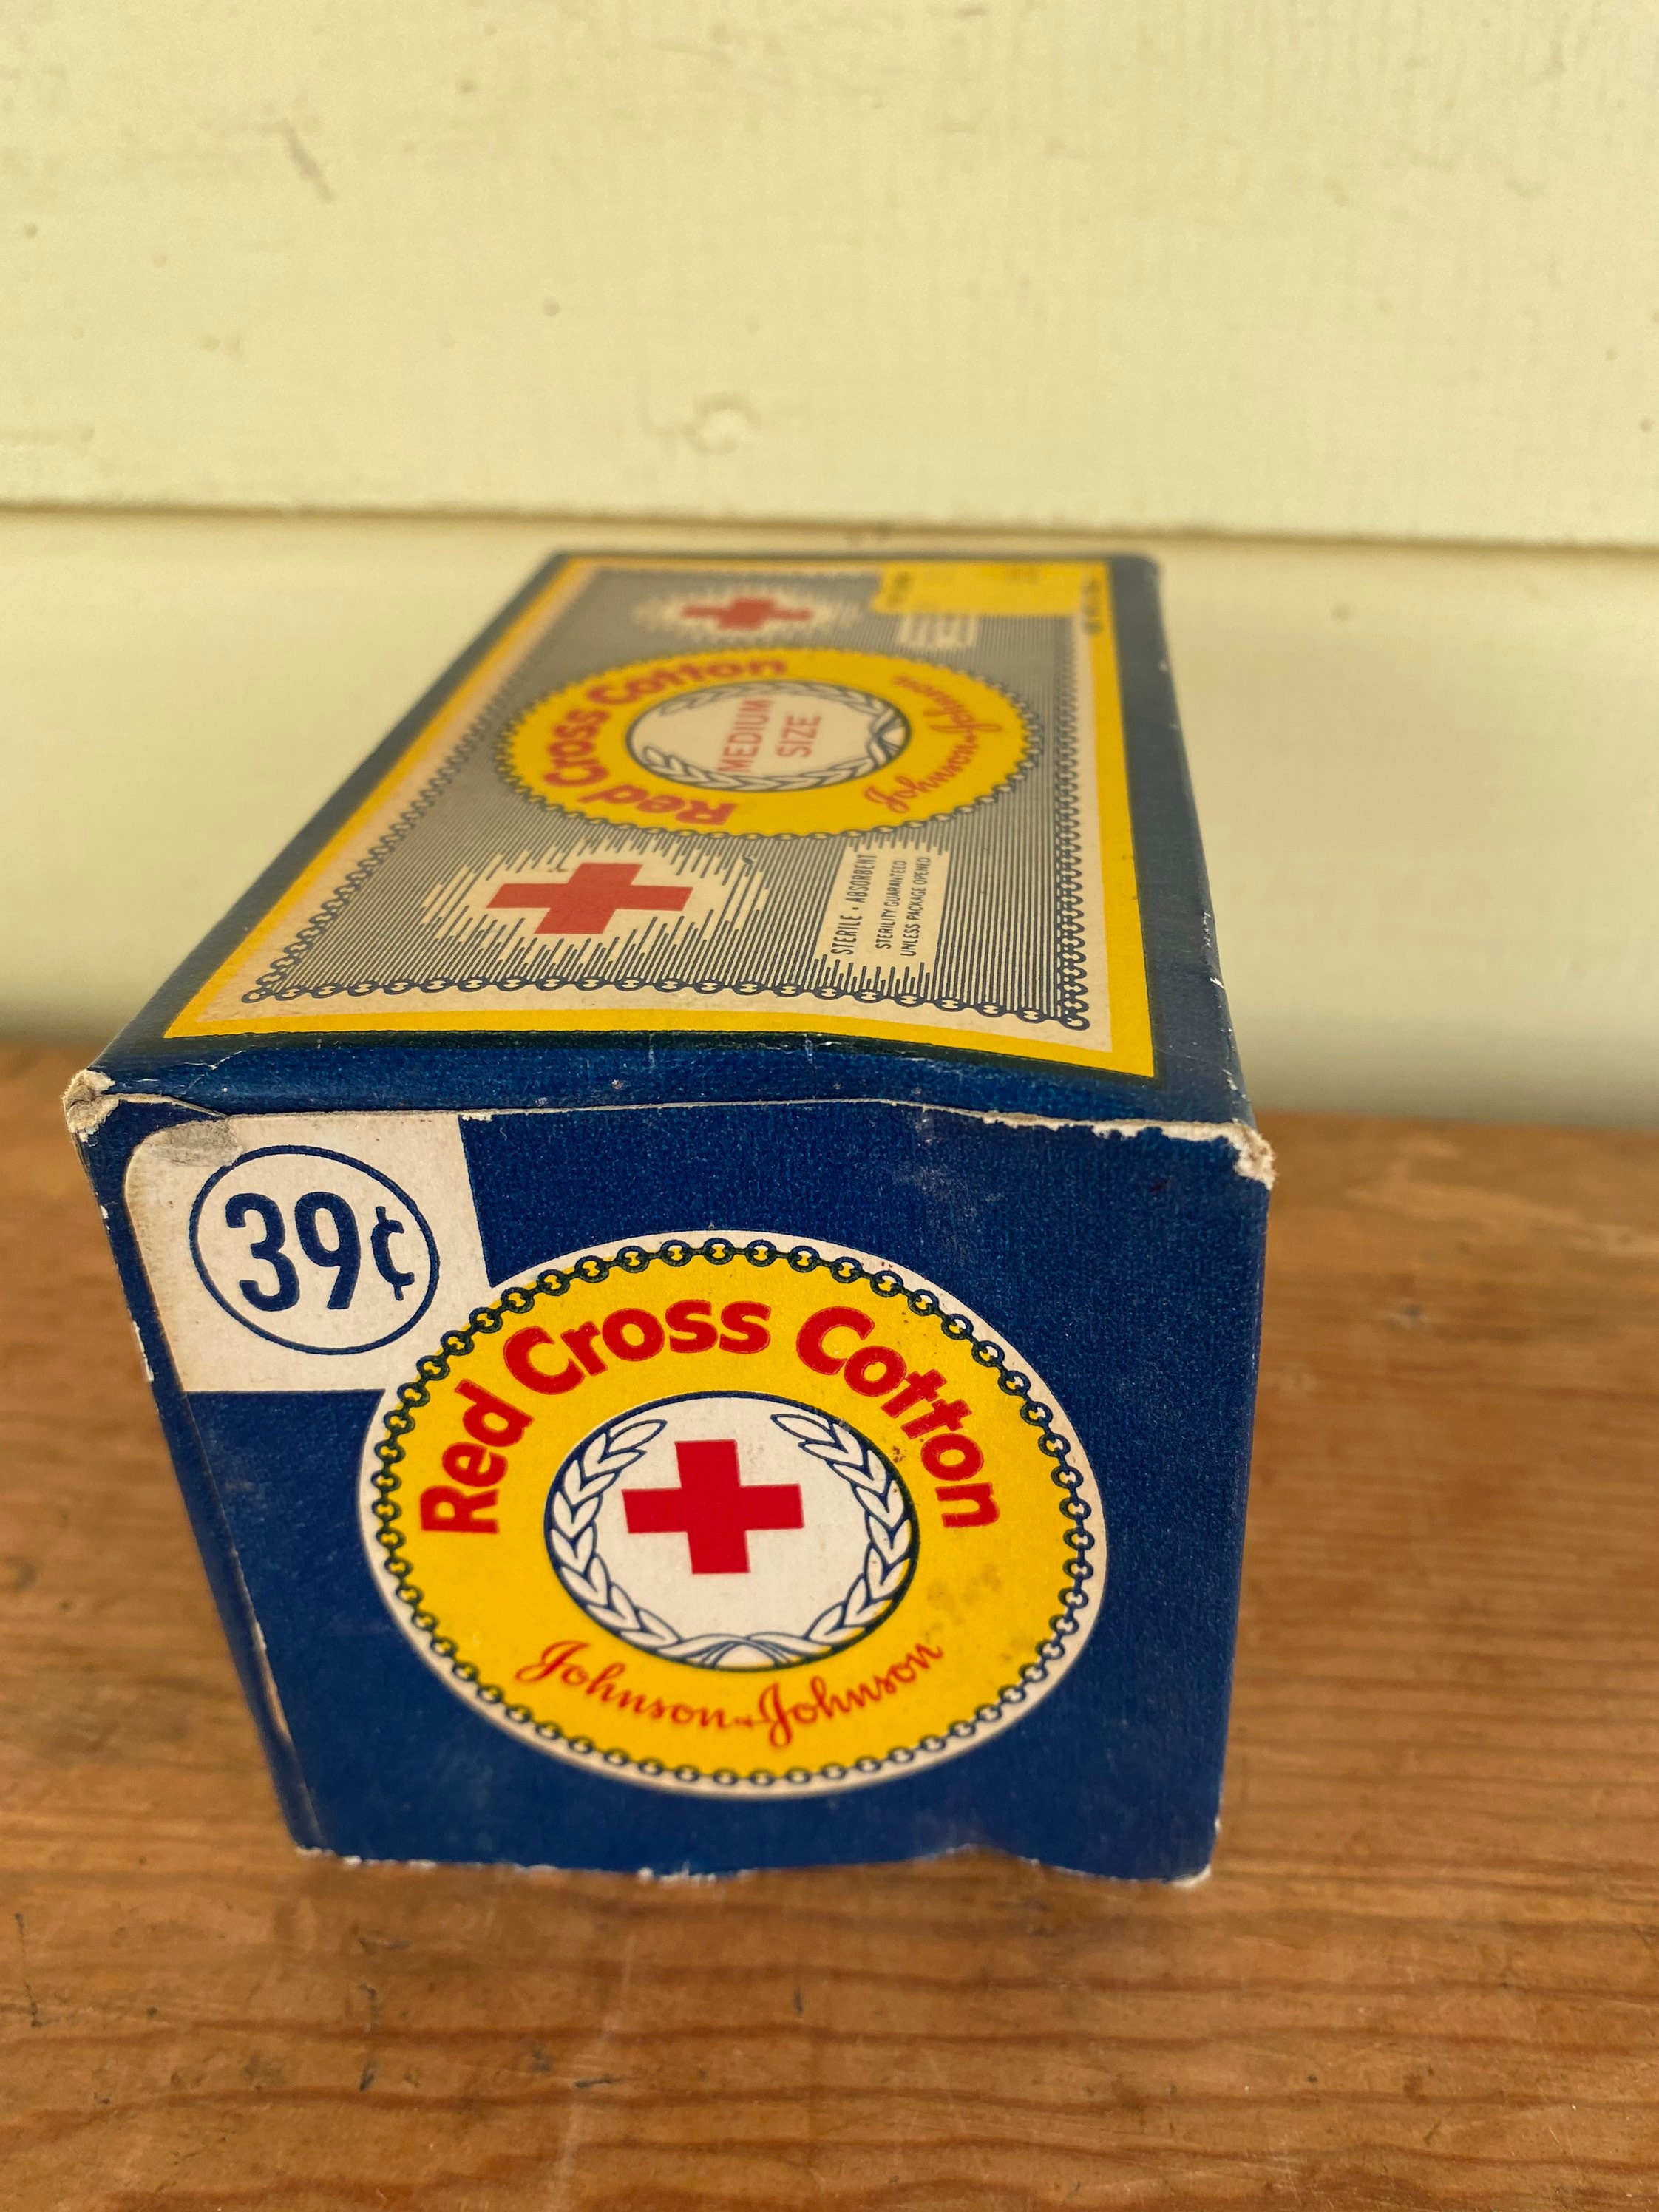 Red Cross Cotton
MEDIUM
SIZE
Johnson & Johnson
STERILE • ABSORBENT
STERILITY GUARANTEED
UNLESS PACKAGE OPENED
39¢
Red Cross Cotton
Johnson & Johnson